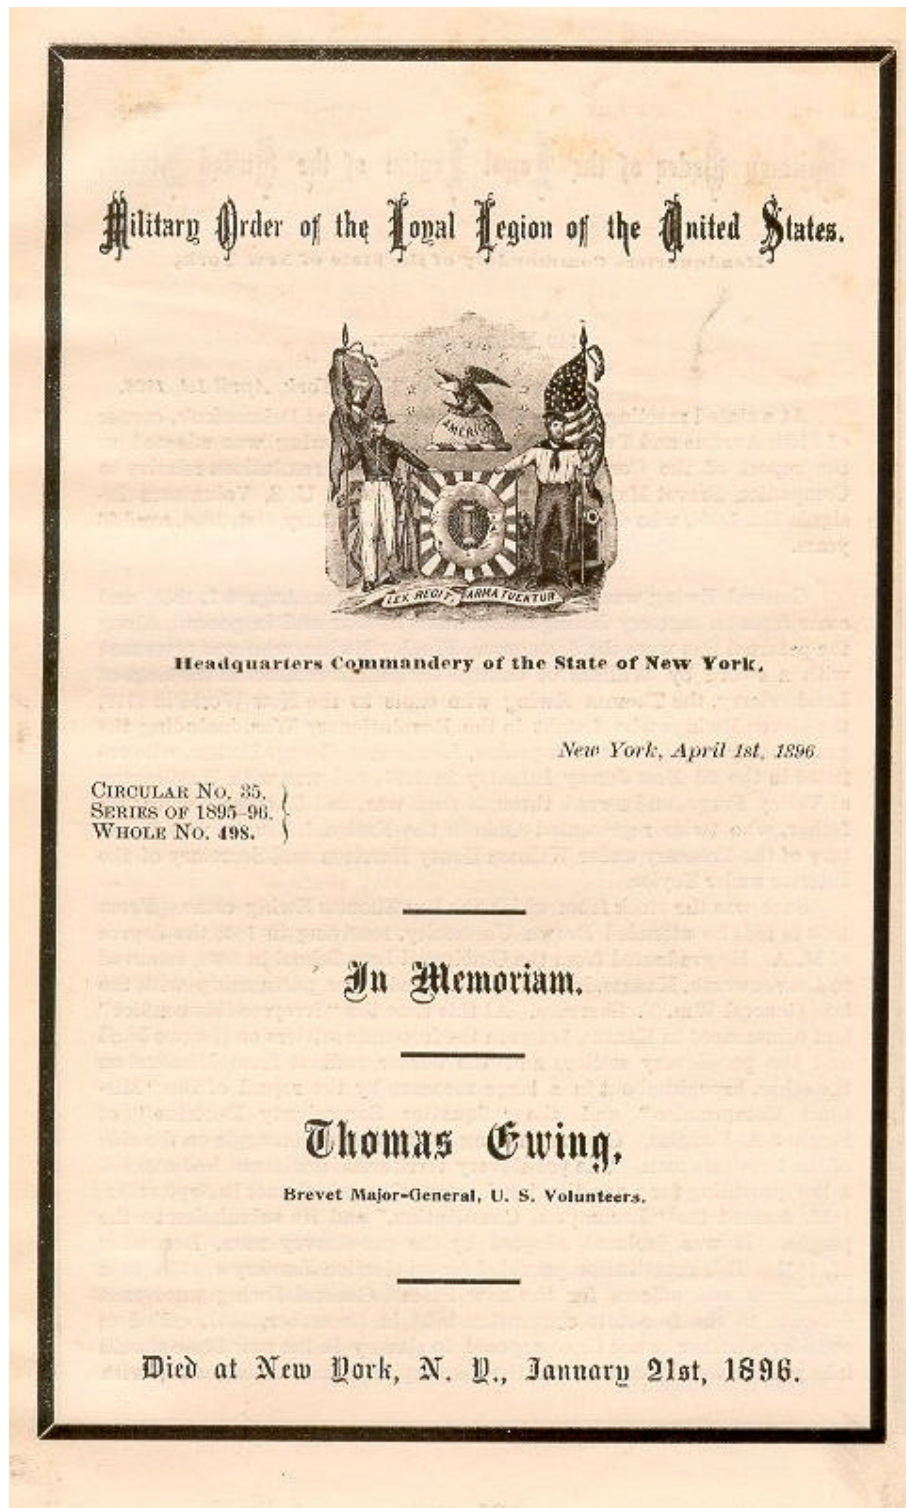 Military Order of the Loyal Legion of the United States.
AMERICA
LEX REGIT, ARMA TUENTUR
Headquarters Commandery of the State of New York,
New York, April 1st, 1896
CIRCULAR No. 35.
SERIES OF 1895-96.
WHOLE No. 498.
In Memoriam.
Thomas Ewing,
Brevet Major-General, U. S. Volunteers.
Died at New York, N. Y., January 21st, 1896.